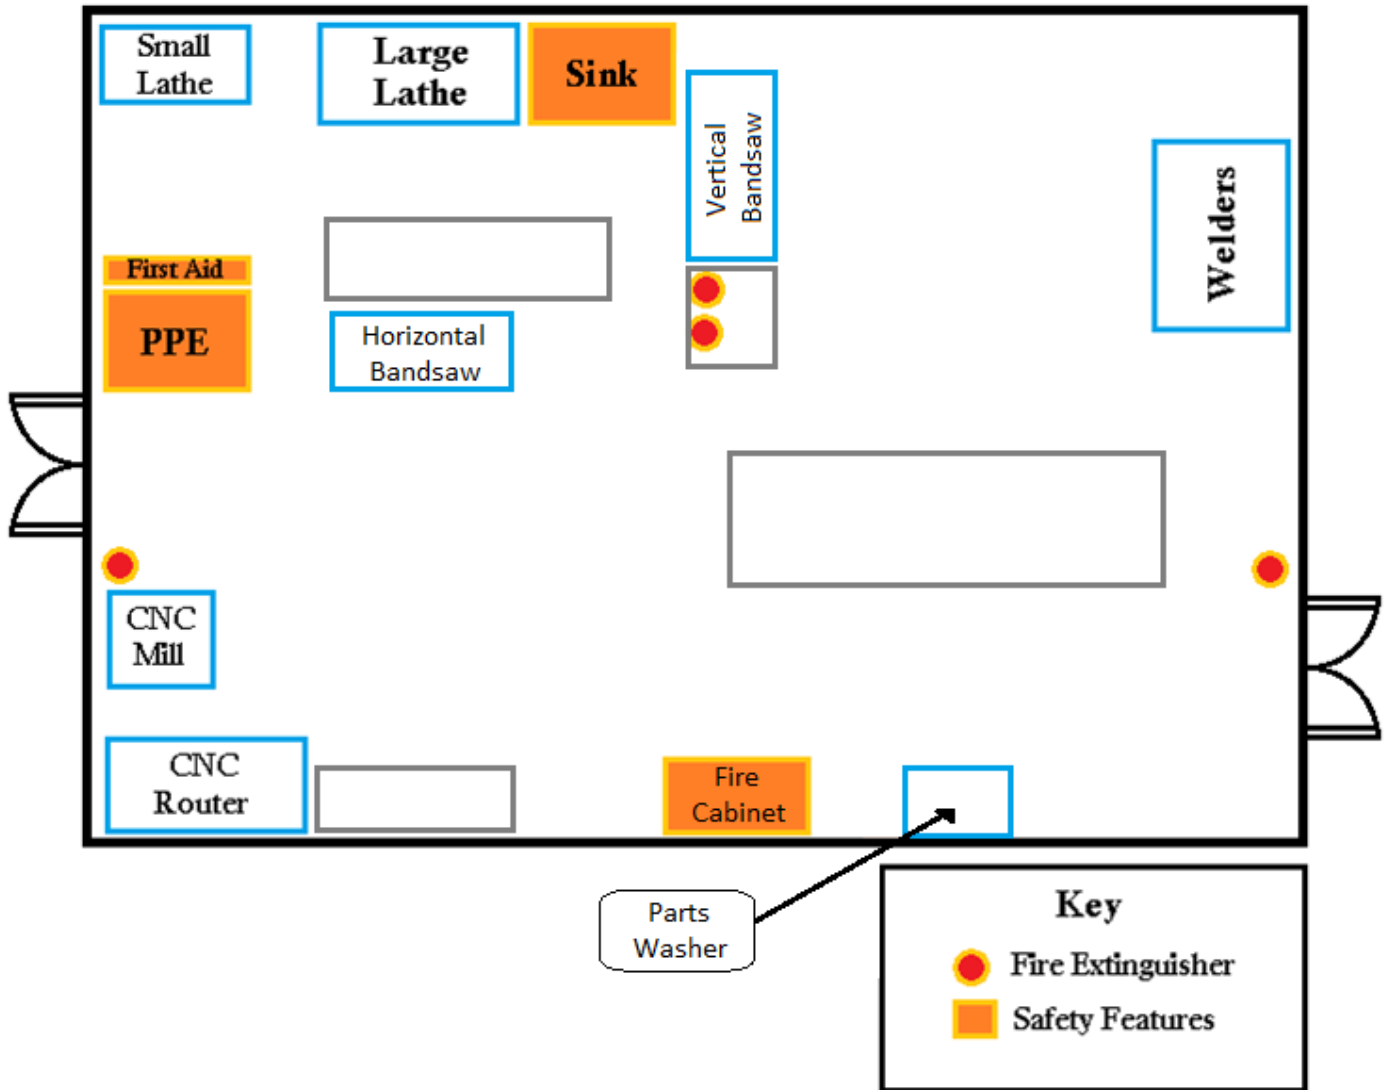 Small
Lathe
Large
Lathe
Sink
Vertical
Bandsaw
Welders
First Aid
PPE
Horizontal
Bandsaw
CNC
Mill
CNC
Router
Fire
Cabinet
Parts
Washer
Key
Fire Extinguisher
Safety Features